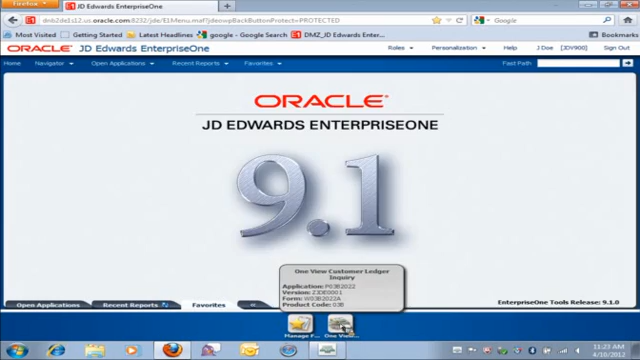 Firefox
JD Edwards EnterpriseOne
+
oracle.com:8232/jde/E1Menu.maf?jdeowpBackButtonProtect=PROTECTED
Google
Most Visited
Getting Started
Latest Headlines
google - Google Search
DMZ_JD Edwards Enter...
Bookmarks
ORACLE JD EDWARDS ENTERPRISEONE
Roles
Personalization
Help
J Doe
[JDV900]
Sign Out
Home
Navigator
Open Applications
Recent Reports
Favorites
Fast Path
ORACLE
JD EDWARDS ENTERPRISEONE
9.1
One View Customer Ledger
Inquiry
Application: P03B2022
Version: ZJDE0001
Form: W03B2022A
Product Code: 03B
Open Applications
Recent Reports
Favorites
EnterpriseOne Tools Release: 9.1.0
Manage F...
One View...
11:23 AM
4/10/2012